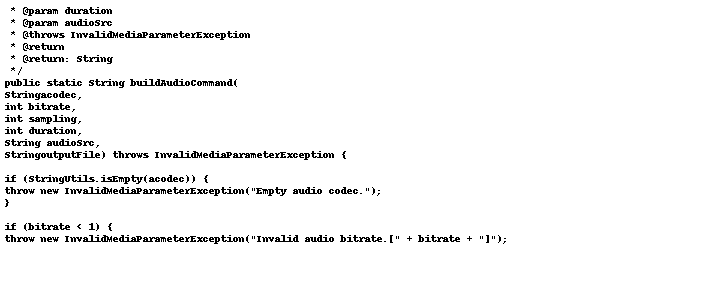 * @param duration
* @param audioSrc
* @throws InvalidMediaParameterException
* @return
* @return: String
*/
public static String buildAudioCommand(
Stringacodec,
int bitrate,
int sampling,
int duration,
String audioSrc,
StringoutputFile) throws InvalidMediaParameterException {
if (StringUtils.isEmpty(acodec)) {
throw new InvalidMediaParameterException("Empty audio codec.");
}
if (bitrate < 1) {
throw new InvalidMediaParameterException("Invalid audio bitrate.[" + bitrate + "]");